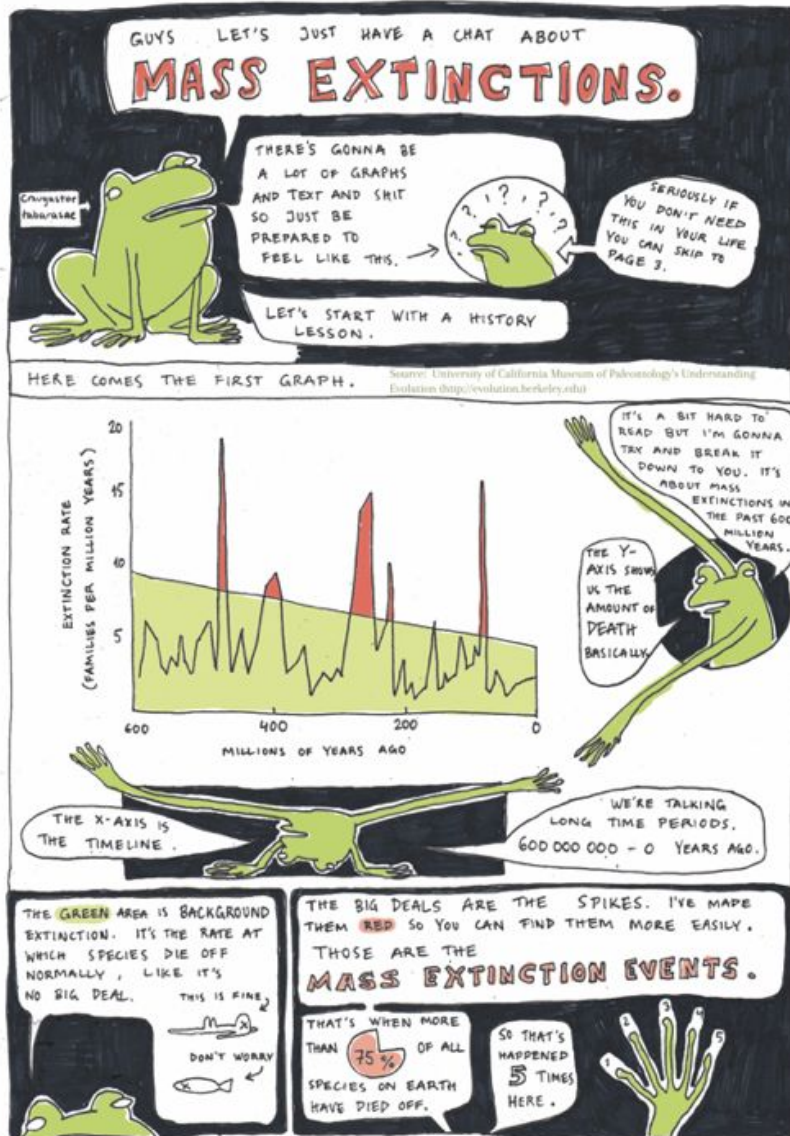 GUYS LET'S JUST HAVE A CHAT ABOUT
MASS EXTINCTIONS.
THERE'S GONNA BE
A LOT OF GRAPHS
AND TEXT AND SHIT
SO JUST BE
PREPARED TO
FEEL LIKE THIS.
? ? ? ? ? ?
SERIOUSLY IF
YOU DON'T NEED
THIS IN YOUR LIFE
YOU CAN SKIP TO
PAGE 3.
Craugastor
tabasarae
LET'S START WITH A HISTORY
LESSON.
HERE COMES THE FIRST GRAPH.
Source: University of California Museum of Paleontology's Understanding
Evolution (http://evolution.berkeley.edu)
EXTINCTION RATE
(FAMILIES PER MILLION YEARS)
20
15
10
5
600 400 200 0
MILLIONS OF YEARS AGO
IT'S A BIT HARD TO
READ BUT I'M GONNA
TRY AND BREAK IT
DOWN TO YOU. IT'S
ABOUT MASS
EXTINCTIONS IN
THE PAST 600
MILLION
YEARS.
THE Y-
AXIS SHOWS
US THE
AMOUNT OF
DEATH
BASICALLY
THE X-AXIS IS
THE TIMELINE.
WE'RE TALKING
LONG TIME PERIODS.
600 000 000 - 0 YEARS AGO.
THE GREEN AREA IS BACKGROUND
EXTINCTION. IT'S THE RATE AT
WHICH SPECIES DIE OFF
NORMALLY, LIKE IT'S
NO BIG DEAL.
THIS IS FINE
DON'T WORRY
THE BIG DEALS ARE THE SPIKES. I'VE MADE
THEM RED SO YOU CAN FIND THEM MORE EASILY.
THOSE ARE THE
MASS EXTINCTION EVENTS.
THAT'S WHEN MORE
THAN 75% OF ALL
SPECIES ON EARTH
HAVE DIED OFF.
SO THAT'S
HAPPENED
5 TIMES
HERE.
1 2 3 4 5